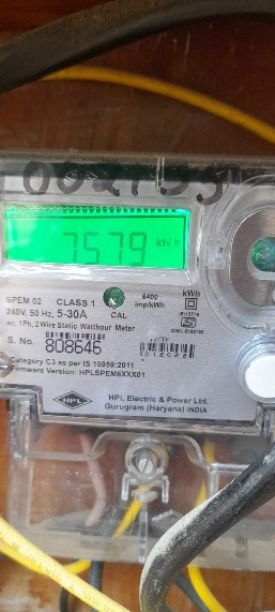 7579 kWh
SPEM 02 CLASS 1
240V, 50 Hz, 5-30A CAL
6400 imp/kWh
kWh
Ac, 1Ph, 2 Wire Static Watthour Meter
S. No. 808646
Category C3 as per IS 15959:2011
Firmware Version: HPLSPEM6XXX01
HPL
HPL Electric & Power Ltd.
Gurugram (Haryana) INDIA